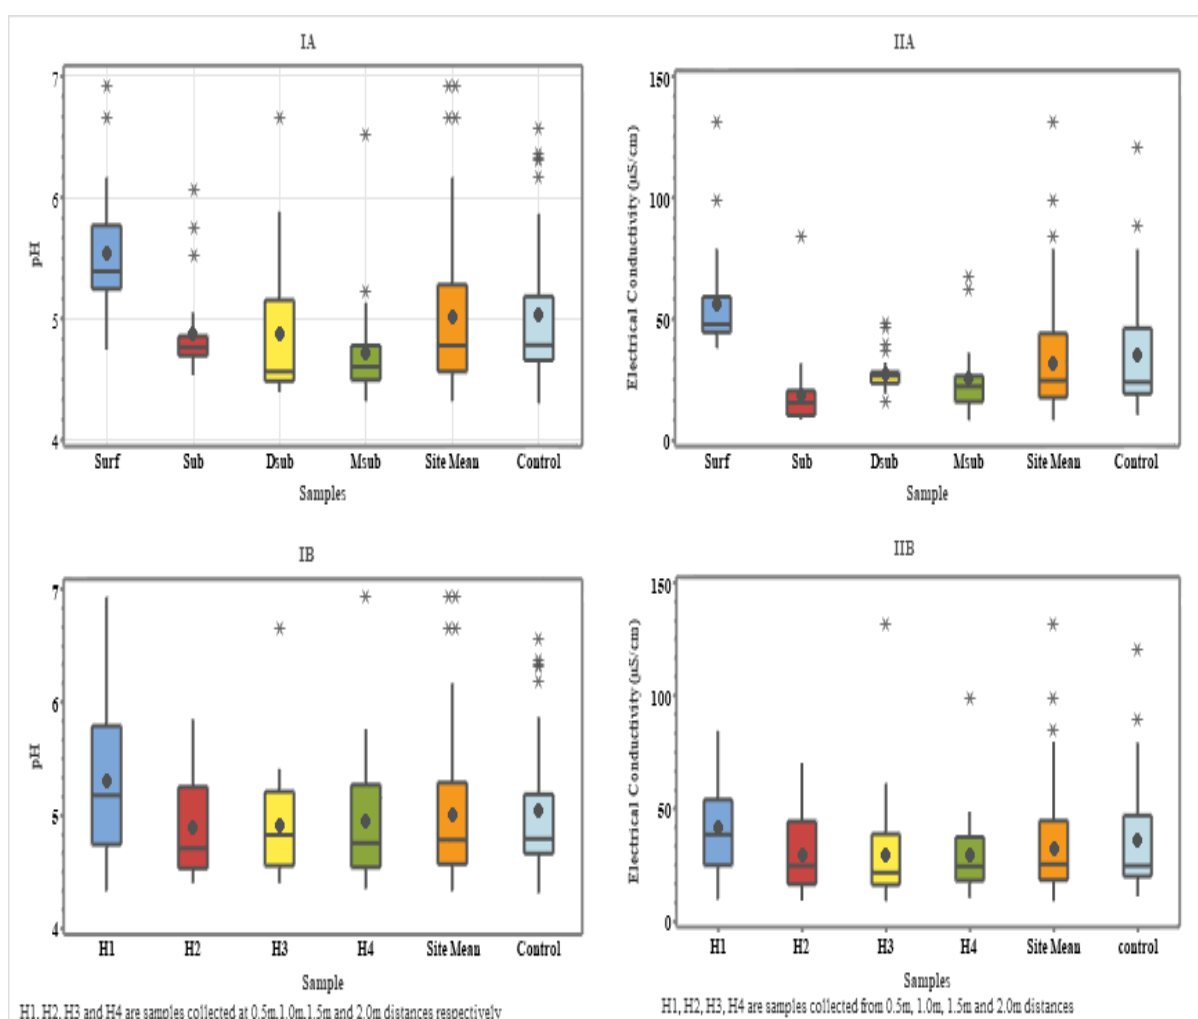 IA
7
6
5
4
pH
Surf Sub Dsub Msub Site Mean Control
Samples
IIA
150
100
50
0
Electrical Conductivity (µS/cm)
Surf Sub Dsub Msub Site Mean Control
Sample
IB
7
6
5
4
pH
H1 H2 H3 H4 Site Mean Control
Sample
H1, H2, H3 and H4 are samples collected at 0.5m,1.0m,1.5m and 2.0m distances respectively
IIB
150
100
50
0
Electrical Conductivity (µS/cm)
H1 H2 H3 H4 Site Mean control
Samples
H1, H2, H3, H4 are samples collected from 0.5m, 1.0m, 1.5m and 2.0m distances